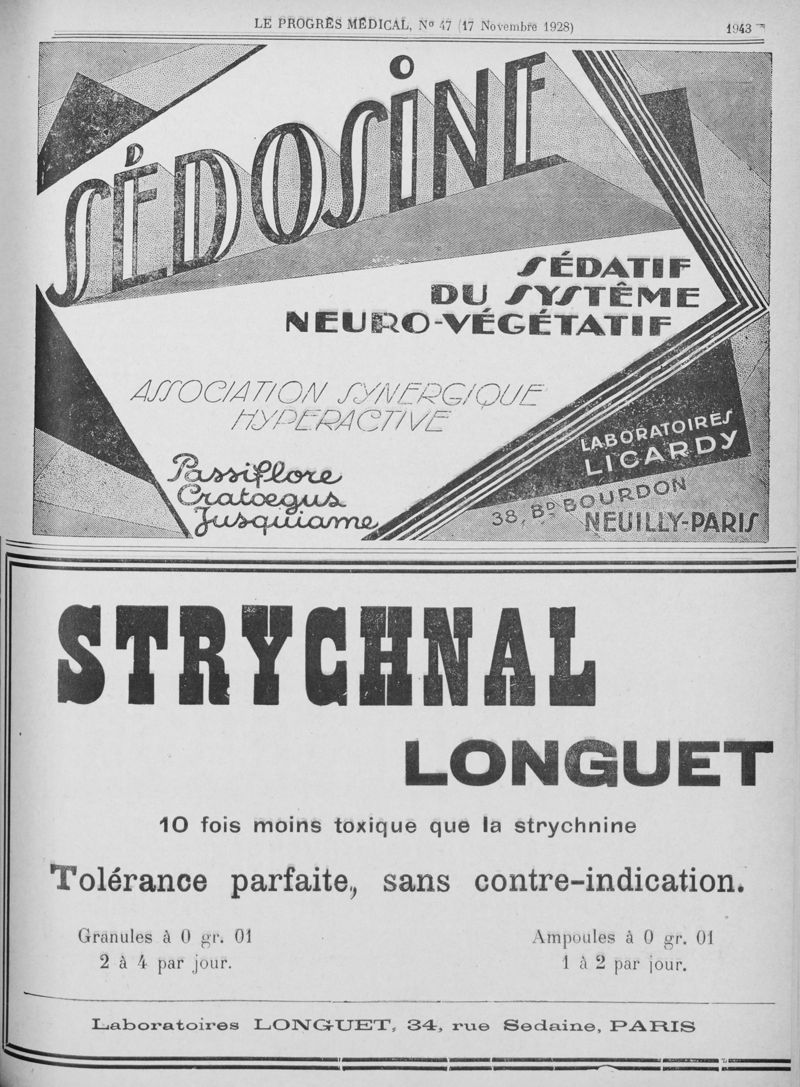 LE PROGRÈS MÉDICAL, No 47 (17 Novembre 1928)
1943
SÉDOSINE
SÉDATIF
DU SYSTÊME
NEURO-VÉGÉTATIF
ASSOCIATION SYNERGIQUE
HYPERACTIVE
Passiflore
Cratœgus
Jusquiame
LABORATOIRES
LICARDY
38, BD BOURDON
NEUILLY-PARIS
STRYCHNAL
LONGUET
10 fois moins toxique que la strychnine
Tolérance parfaite, sans contre-indication.
Granules à 0 gr. 01
2 à 4 par jour.
Ampoules à 0 gr. 01
1 à 2 par jour.
Laboratoires LONGUET, 34, rue Sedaine, PARIS